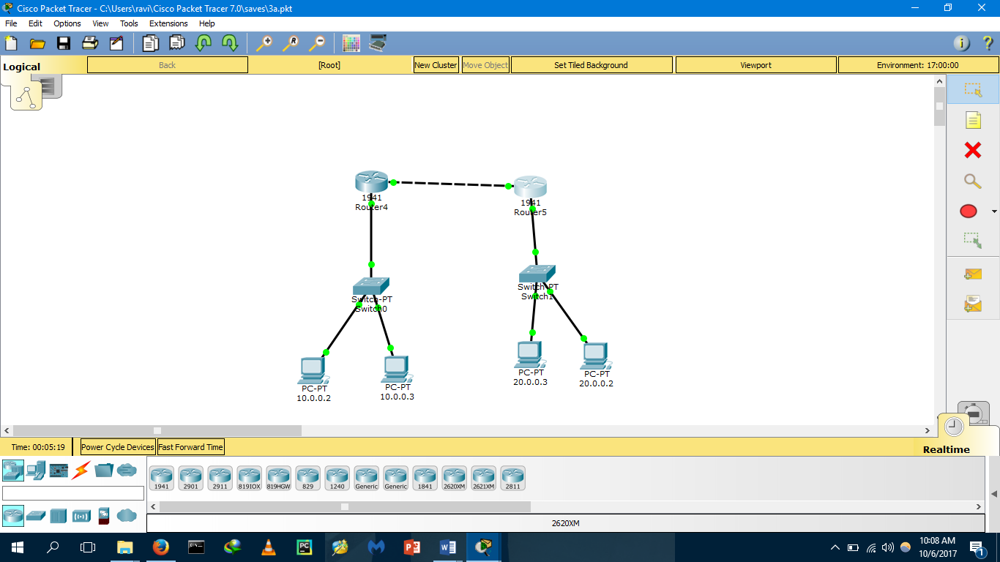 Cisco Packet Tracer - C:\Users\ravi\Cisco Packet Tracer 7.0\saves\3a.pkt
File Edit Options View Tools Extensions Help
Logical Back [Root] New Cluster Move Object Set Tiled Background Viewport Environment: 17:00:00
1941
Router4
1941
Router5
Switch-PT
Switch0
Switch-PT
Switch1
PC-PT
10.0.0.2
PC-PT
10.0.0.3
PC-PT
20.0.0.3
PC-PT
20.0.0.2
Time: 00:05:19 Power Cycle Devices Fast Forward Time Realtime
1941 2901 2911 819IOX 819HGW 829 1240 Generic Generic 1841 2620XM 2621XM 2811
2620XM
10:08 AM
10/6/2017